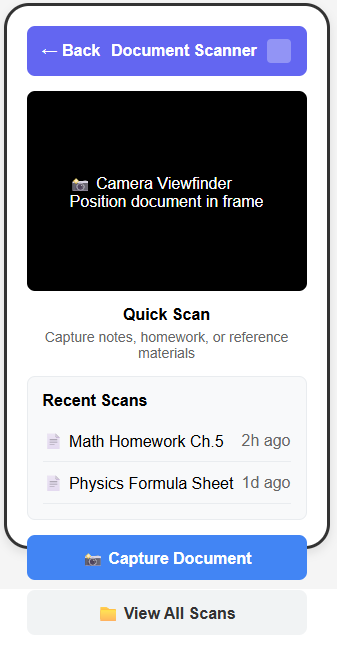 ← Back Document Scanner
📸 Camera Viewfinder
Position document in frame
Quick Scan
Capture notes, homework, or reference
materials
Recent Scans
📄 Math Homework Ch.5 2h ago
📄 Physics Formula Sheet 1d ago
📸 Capture Document
📁 View All Scans